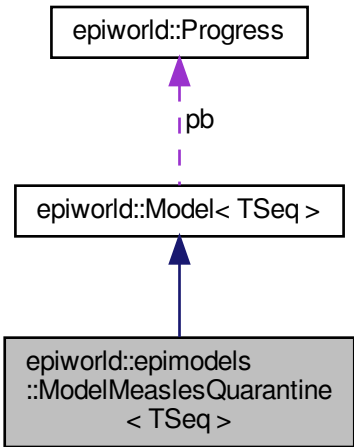 epiworld::Progress
pb
epiworld::Model< TSeq >
epiworld::epimodels
::ModelMeaslesQuarantine
< TSeq >